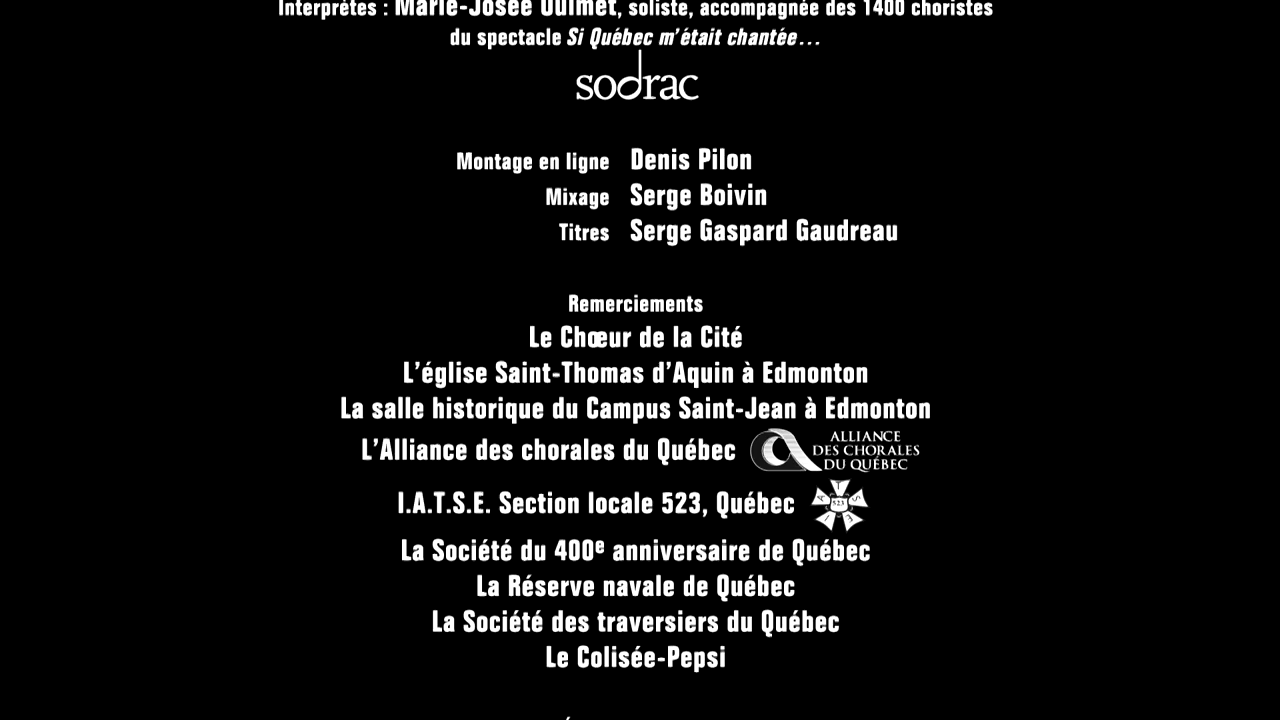 Interprètes : Marie-Josée Ouimet, soliste, accompagnée des 1400 choristes
du spectacle Si Québec m'était chantée…
sodrac
Montage en ligne Denis Pilon
Mixage Serge Boivin
Titres Serge Gaspard Gaudreau
Remerciements
Le Chœur de la Cité
L'église Saint-Thomas d'Aquin à Edmonton
La salle historique du Campus Saint-Jean à Edmonton
L'Alliance des chorales du Québec ALLIANCE
DES CHORALES
DU QUÉBEC
I.A.T.S.E. Section locale 523, Québec
La Société du 400e anniversaire de Québec
La Réserve navale de Québec
La Société des traversiers du Québec
Le Colisée-Pepsi